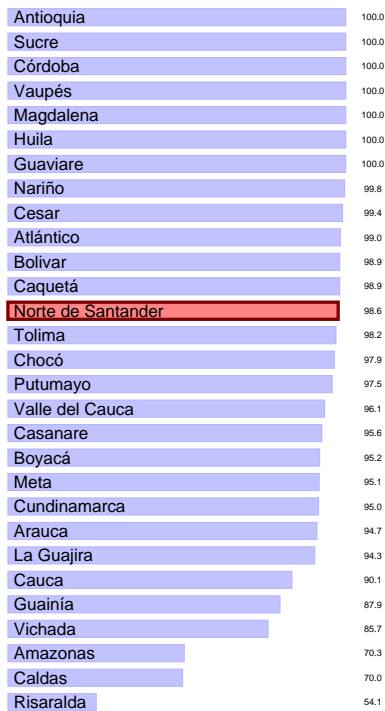 Antioquia 100.0
Sucre 100.0
Córdoba 100.0
Vaupés 100.0
Magdalena 100.0
Huila 100.0
Guaviare 100.0
Nariño 99.8
Cesar 99.4
Atlántico 99.0
Bolivar 98.9
Caquetá 98.9
Norte de Santander 98.6
Tolima 98.2
Chocó 97.9
Putumayo 97.5
Valle del Cauca 96.1
Casanare 95.6
Boyacá 95.2
Meta 95.1
Cundinamarca 95.0
Arauca 94.7
La Guajira 94.3
Cauca 90.1
Guainía 87.9
Vichada 85.7
Amazonas 70.3
Caldas 70.0
Risaralda 54.1